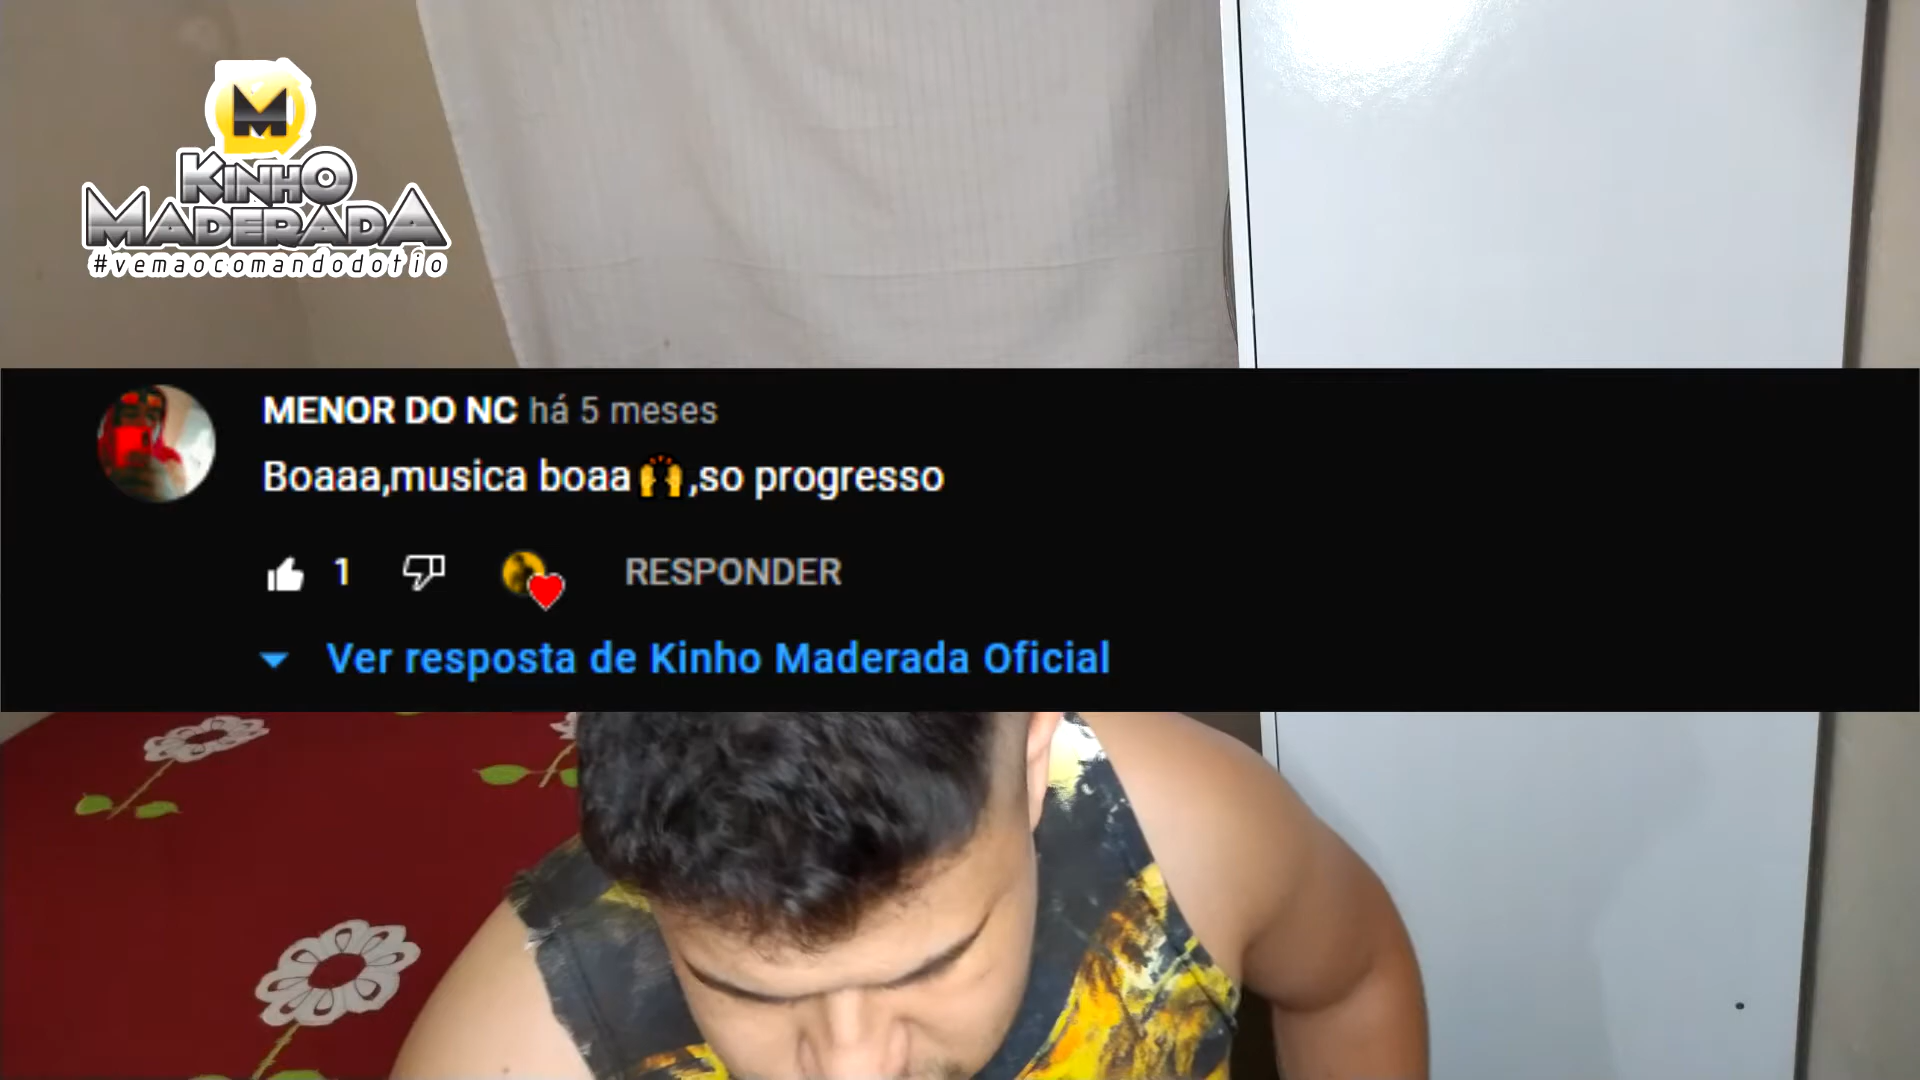 M
KINHO
MADERADA
#vemaocomandodotio
MENOR DO NC há 5 meses
Boaaa,musica boaa🙌,so progresso
1 RESPONDER
Ver resposta de Kinho Maderada Oficial